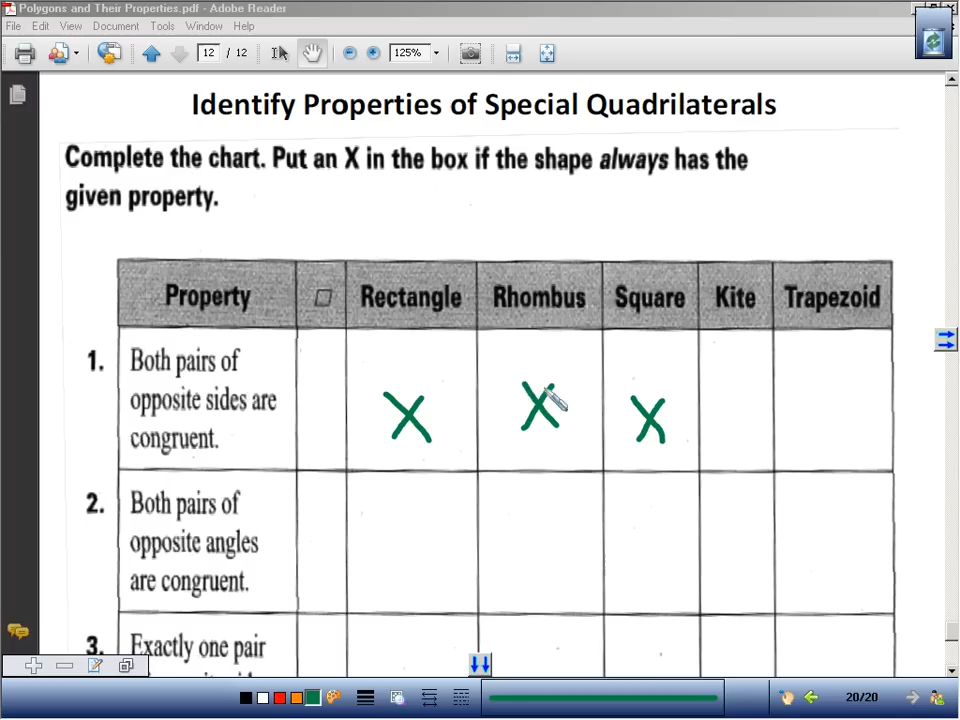 Polygons and Their Properties.pdf - Adobe Reader
File Edit View Document Tools Window Help
12 / 12 125%
Identify Properties of Special Quadrilaterals
Complete the chart. Put an X in the box if the shape always has the
given property.
Property ▱ Rectangle Rhombus Square Kite Trapezoid
1. Both pairs of
opposite sides are
congruent.
X X X
2. Both pairs of
opposite angles
are congruent.
3. Exactly one pair
20/20